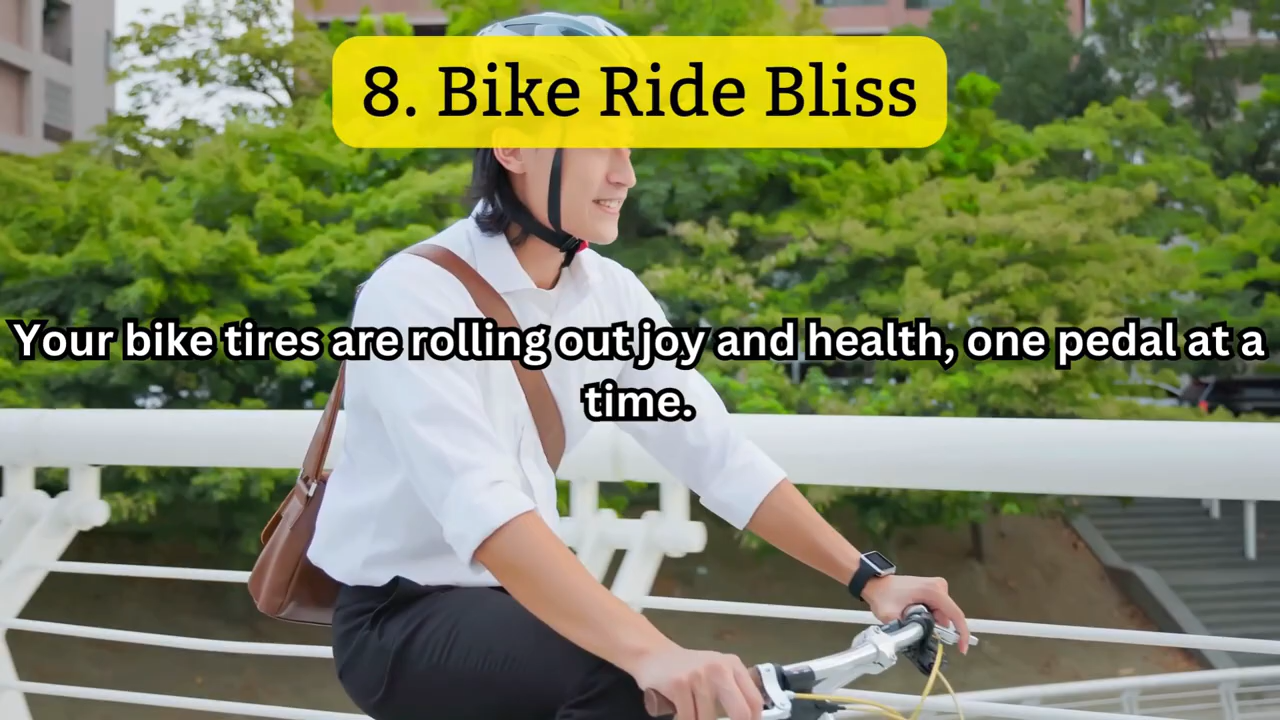 8. Bike Ride Bliss
Your bike tires are rolling out joy and health, one pedal at a
time.